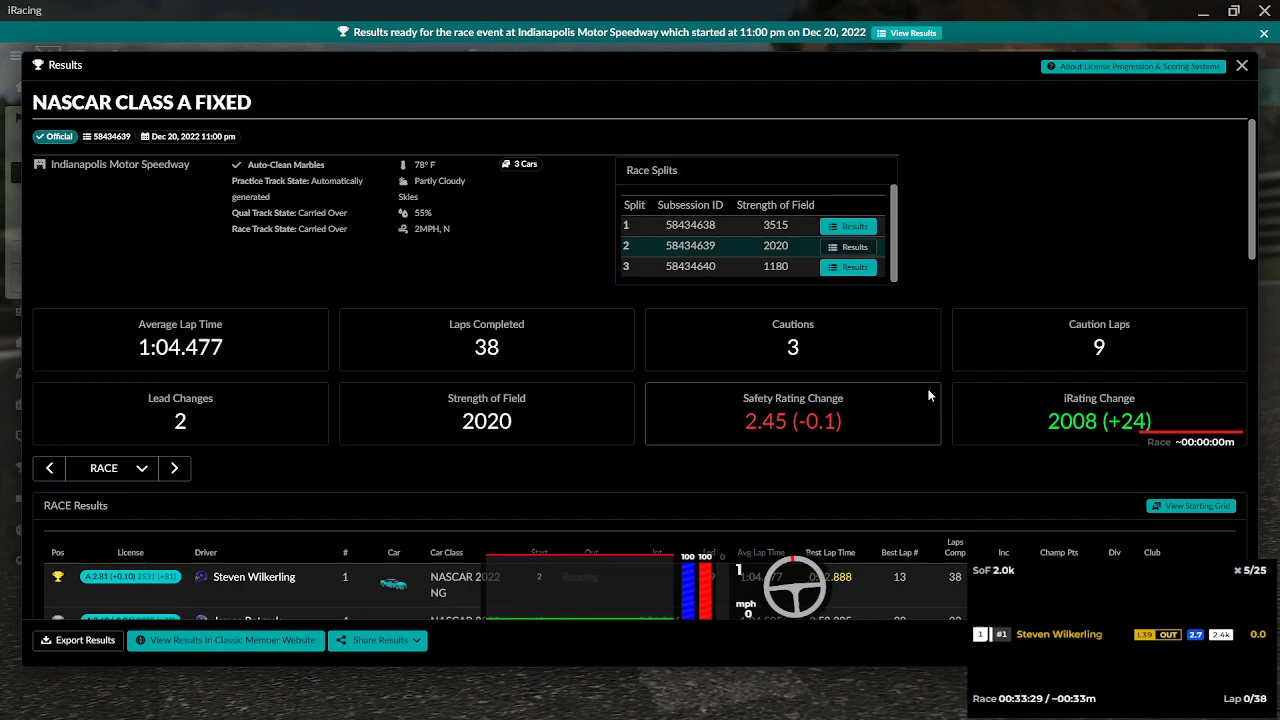 iRacing
Results ready for the race event at Indianapolis Motor Speedway which started at 11:00 pm on Dec 20, 2022 View Results
Results
About License Progression & Scoring Systems
NASCAR CLASS A FIXED
Official 58434639 Dec 20, 2022 11:00 pm
Indianapolis Motor Speedway
Auto-Clean Marbles
Practice Track State: Automatically generated
Qual Track State: Carried Over
Race Track State: Carried Over
78° F
Partly Cloudy
Skies
55%
2MPH, N
3 Cars
Race Splits
Split Subsession ID Strength of Field
1 58434638 3515 Results
2 58434639 2020 Results
3 58434640 1180 Results
Average Lap Time
1:04.477
Laps Completed
38
Cautions
3
Caution Laps
9
Lead Changes
2
Strength of Field
2020
Safety Rating Change
2.45 (-0.1)
iRating Change
2008 (+24)
Race ~00:00:00m
RACE
RACE Results
View Starting Grid
Pos License Driver # Car Car Class Start Out Int Led Avg Lap Time Best Lap Time Best Lap # Laps Comp Inc Champ Pts Div Club
100 100 0
A 2.81 (+0.10) 2531 (+81) Steven Wilkerling 1 NASCAR 2022 NG 2 Running 1:04.477 13 38
1
mph
0
SoF 2.0k 5/25
1 #1 Steven Wilkerling L39 OUT 2.7 2.4k 0.0
Race 00:33:29 / ~00:33m Lap 0/38
Export Results View Results in Classic Member Website Share Results